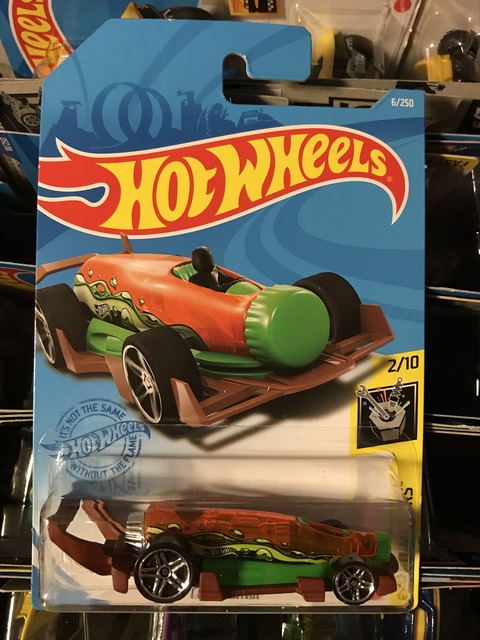 6/250
HOT WHEELS
®
2/10
IT'S NOT THE SAME
HOT WHEELS
WITHOUT THE FLAME